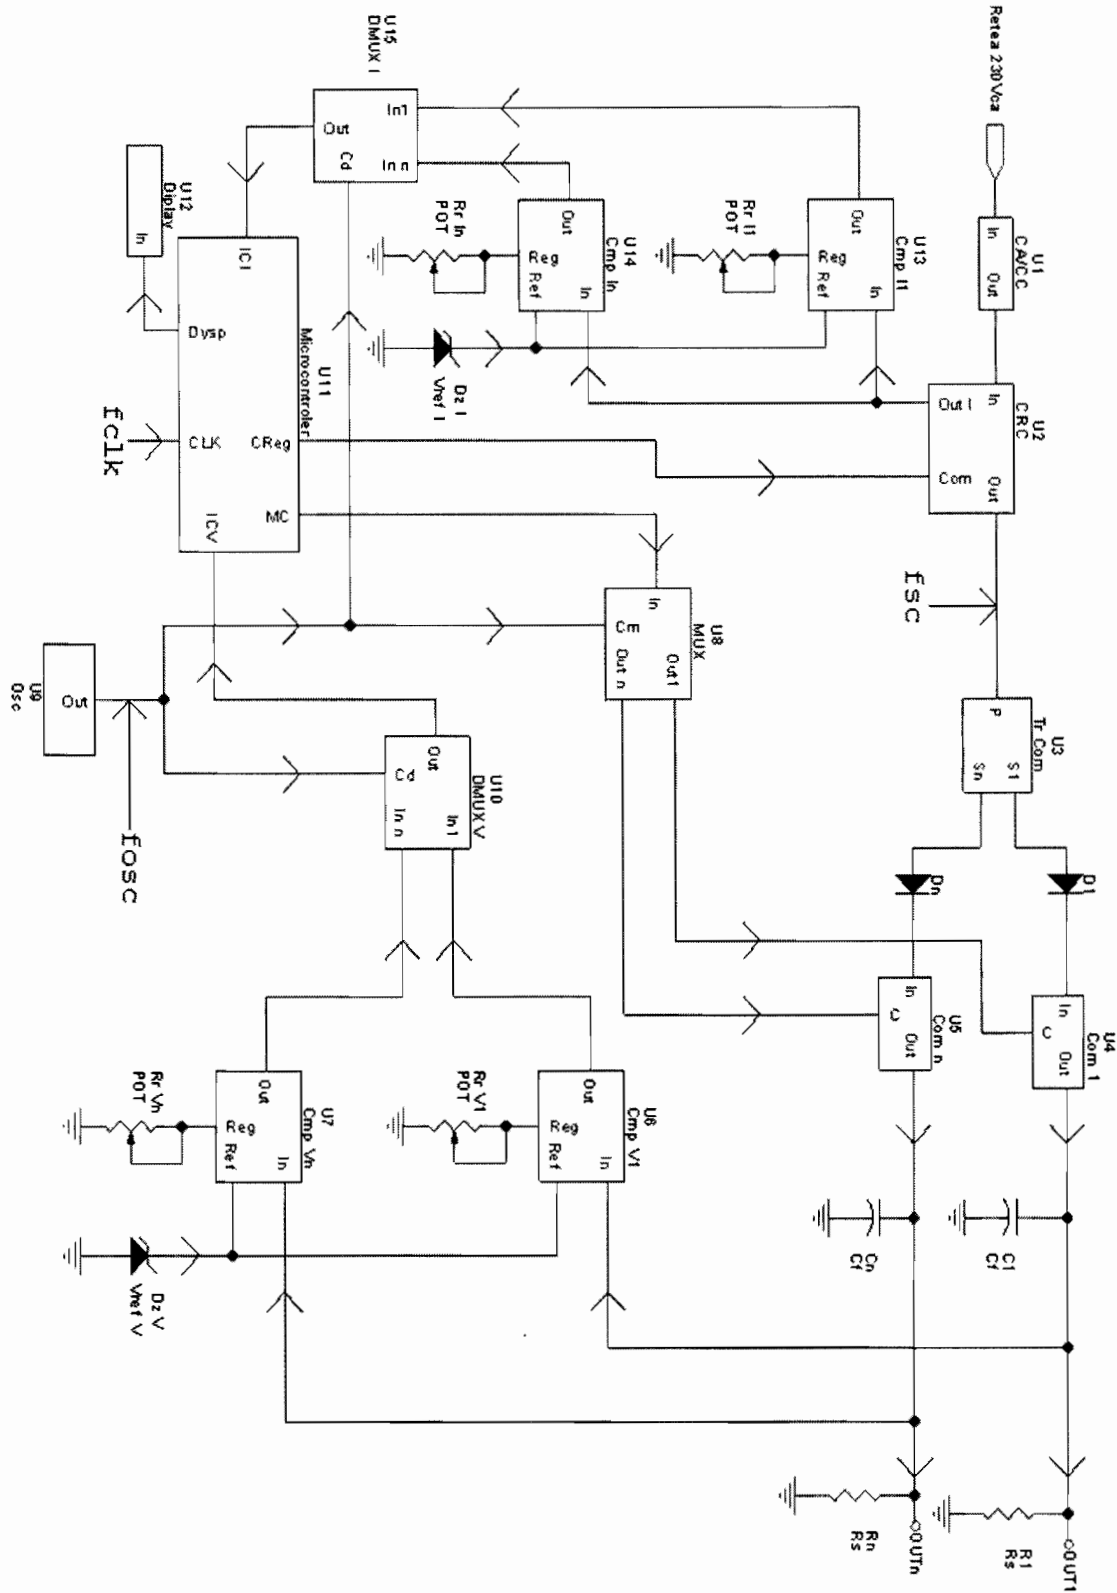 Retea 230Vca
U1
CA/CC
In
Out
U2
CRC
In
Out
Out I
Com
fsc
U3
Tr Com
P
S1
Sn
D1
Dn
U4
Com 1
In
Out
C
U5
Com n
In
Out
C
C1
Cf
Cn
Cf
R1
Rs
Rn
Rs
OUT1
OUTn
U13
Cmp I1
Out
Reg
Ref
In
Rr I1
POT
U14
Cmp In
Out
Reg
Ref
In
Rr In
POT
Dz I
Vref I
U15
DMUX I
In1
In n
Out
Cd
U12
Diplay
In
U11
Microcontroler
ICI
Dysp
CLK
CReg
MC
ICV
fclk
U8
MUX
In
Cm
Out1
Out n
U9
Osc
Out
fosc
U10
DMUX V
Out
Cd
In1
In n
U6
Cmp V1
Out
Reg
Ref
In
Rr V1
POT
U7
Cmp Vn
Out
Reg
Ref
In
Rr Vn
POT
Dz V
Vref V